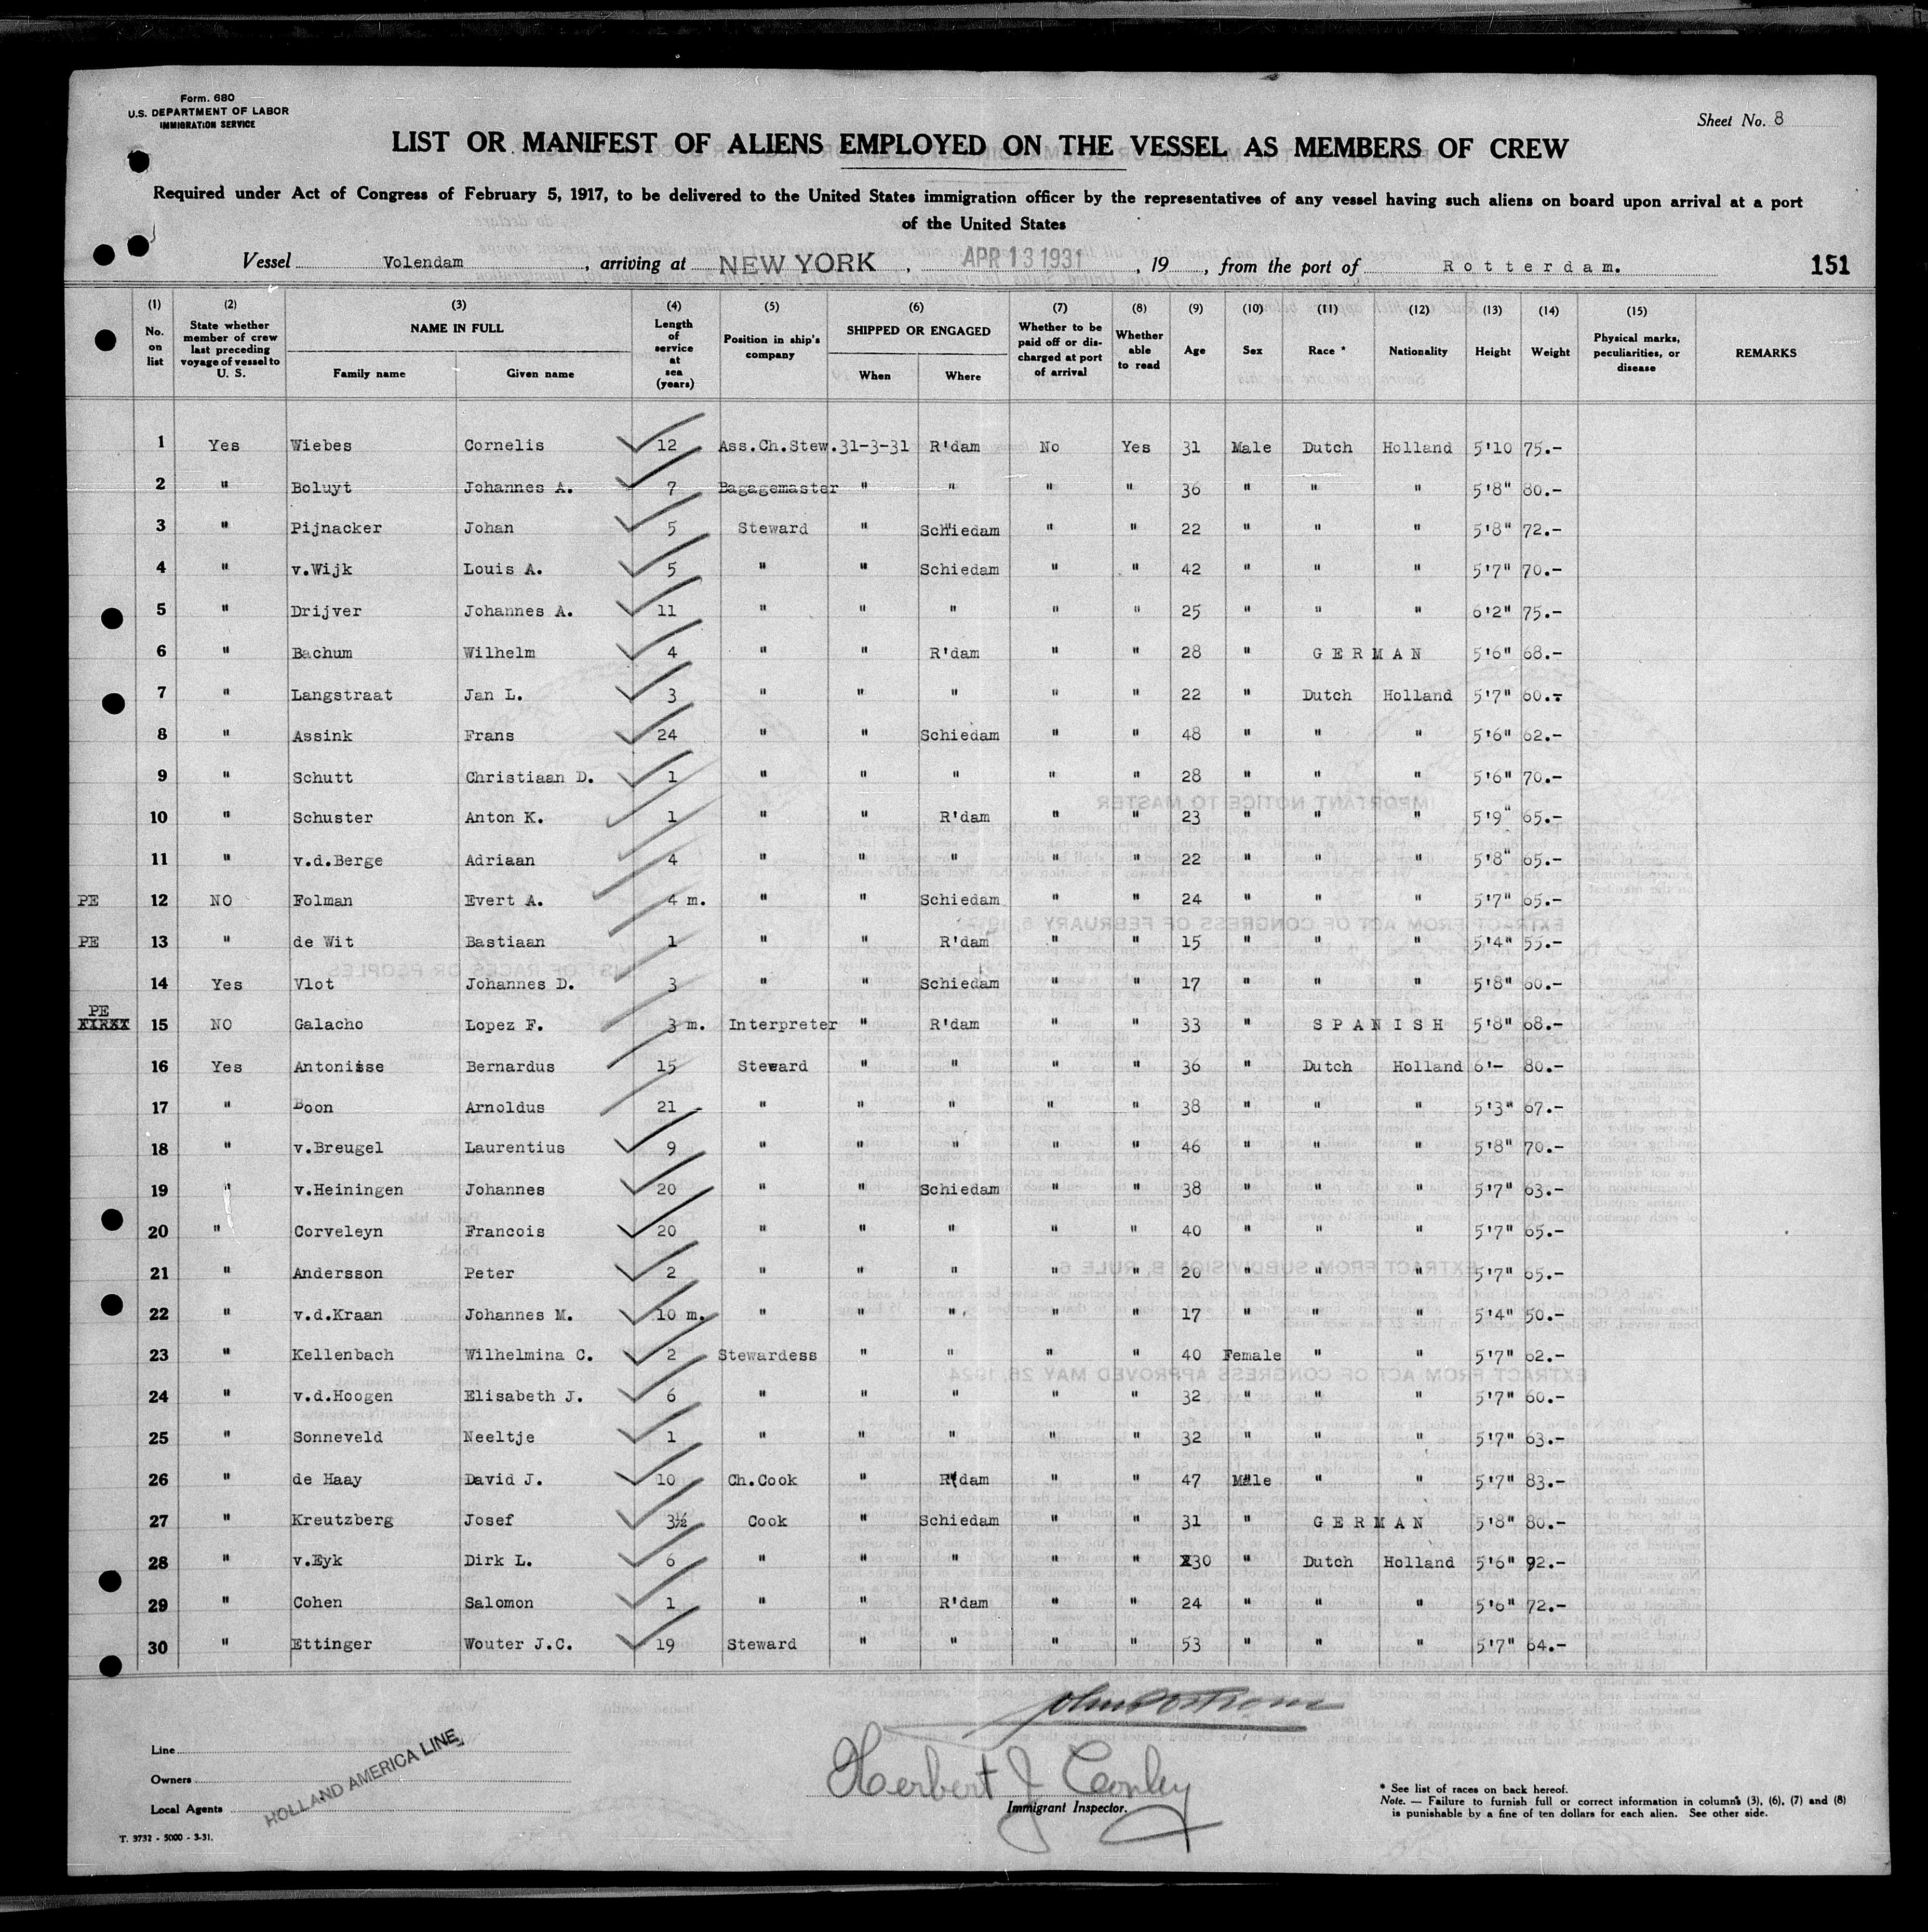 Form. 680
U.S. DEPARTMENT OF LABOR
IMMIGRATION SERVICE
Sheet No. 8
LIST OR MANIFEST OF ALIENS EMPLOYED ON THE VESSEL AS MEMBERS OF CREW
Required under Act of Congress of February 5, 1917, to be delivered to the United States immigration officer by the representatives of any vessel having such aliens on board upon arrival at a port
of the United States
Vessel Volendam, arriving at NEW YORK, APR 13 1931, 19 , from the port of Rotterdam. 151
(1) No. on list
(2) State whether member of crew last preceding voyage of vessel to U. S.
(3) NAME IN FULL Family name Given name
(4) Length of service at sea (years)
(5) Position in ship's company
(6) SHIPPED OR ENGAGED When Where
(7) Whether to be paid off or discharged at port of arrival
(8) Whether able to read
(9) Age
(10) Sex
(11) Race *
(12) Nationality
(13) Height
(14) Weight
(15) Physical marks, peculiarities, or disease
REMARKS
1 Yes Wiebes Cornelis 12 Ass.Ch.Stew. 31-3-31 R'dam No Yes 31 Male Dutch Holland 5'10 75.-
2 " Boluyt Johannes A. 7 Bagagemaster " " " " 36 " " " 5'8" 80.-
3 " Pijnacker Johan 5 Steward " Schiedam " " 22 " " " 5'8" 72.-
4 " v.Wijk Louis A. 5 " " Schiedam " " 42 " " " 5'7" 70.-
5 " Drijver Johannes A. 11 " " " " " 25 " " " 6'2" 75.-
6 " Bachum Wilhelm 4 " " R'dam " " 28 " GERMAN 5'6" 68.-
7 " Langstraat Jan L. 3 " " " " " 22 " Dutch Holland 5'7" 60.-
8 " Assink Frans 24 " " Schiedam " " 48 " " " 5'6" 62.-
9 " Schutt Christiaan D. 1 " " " " " 28 " " " 5'6" 70.-
10 " Schuster Anton K. 1 " " R'dam " " 23 " " " 5'9" 65.-
11 " v.d.Berge Adriaan 4 " " " " " 22 " " " 5'8" 65.-
PE 12 NO Folman Evert A. 4 m. " " Schiedam " " 24 " " " 5'7" 65.-
PE 13 " de Wit Bastiaan 1 " " R'dam " " 15 " " " 5'4" 55.-
14 Yes Vlot Johannes D. 3 " " Schiedam " " 17 " " " 5'8" 60.-
PE 15 NO Galacho Lopez F. 3 m. Interpreter " R'dam " " 33 " SPANISH 5'8" 68.-
16 Yes Antonisse Bernardus 15 Steward " " " " 36 " Dutch Holland 6'- 80.-
17 " Boon Arnoldus 21 " " " " " 38 " " " 5'3" 67.-
18 " v.Breugel Laurentius 9 " " " " " 46 " " " 5'8" 70.-
19 " v.Heiningen Johannes 20 " " Schiedam " " 38 " " " 5'7" 63.-
20 " Corveleyn Francois 20 " " " " " 40 " " " 5'7" 65.-
21 " Andersson Peter 2 " " " " " 20 " " " 5'7" 65.-
22 " v.d.Kraan Johannes M. 10 m. " " " " " 17 " " " 5'4" 50.-
23 " Kellenbach Wilhelmina C. 2 Stewardess " " " " 40 Female " " 5'7" 62.-
24 " v.d.Hoogen Elisabeth J. 6 " " " " " 32 " " " 5'7" 60.-
25 " Sonneveld Neeltje 1 " " " " " 32 " " " 5'7" 63.-
26 " de Haay David J. 10 Ch.Cook " R'dam " " 47 Male " " 5'7" 83.-
27 " Kreutzberg Josef 3½ Cook " Schiedam " " 31 " GERMAN 5'8" 80.-
28 " v.Eyk Dirk L. 6 " " " " " 30 " Dutch Holland 5'6" 92.-
29 " Cohen Salomon 1 " " R'dam " " 24 " " " 5'6" 72.-
30 " Ettinger Wouter J.C. 19 Steward " " " " 53 " " " 5'7" 64.-
Line
Owners
Local Agents
HOLLAND AMERICA LINE
T. 9732 - 5000 - 3-31.
Herbert J Conley
Immigrant Inspector.
* See list of races on back hereof.
Note. — Failure to furnish full or correct information in columns (3), (6), (7) and (8)
is punishable by a fine of ten dollars for each alien. See other side.